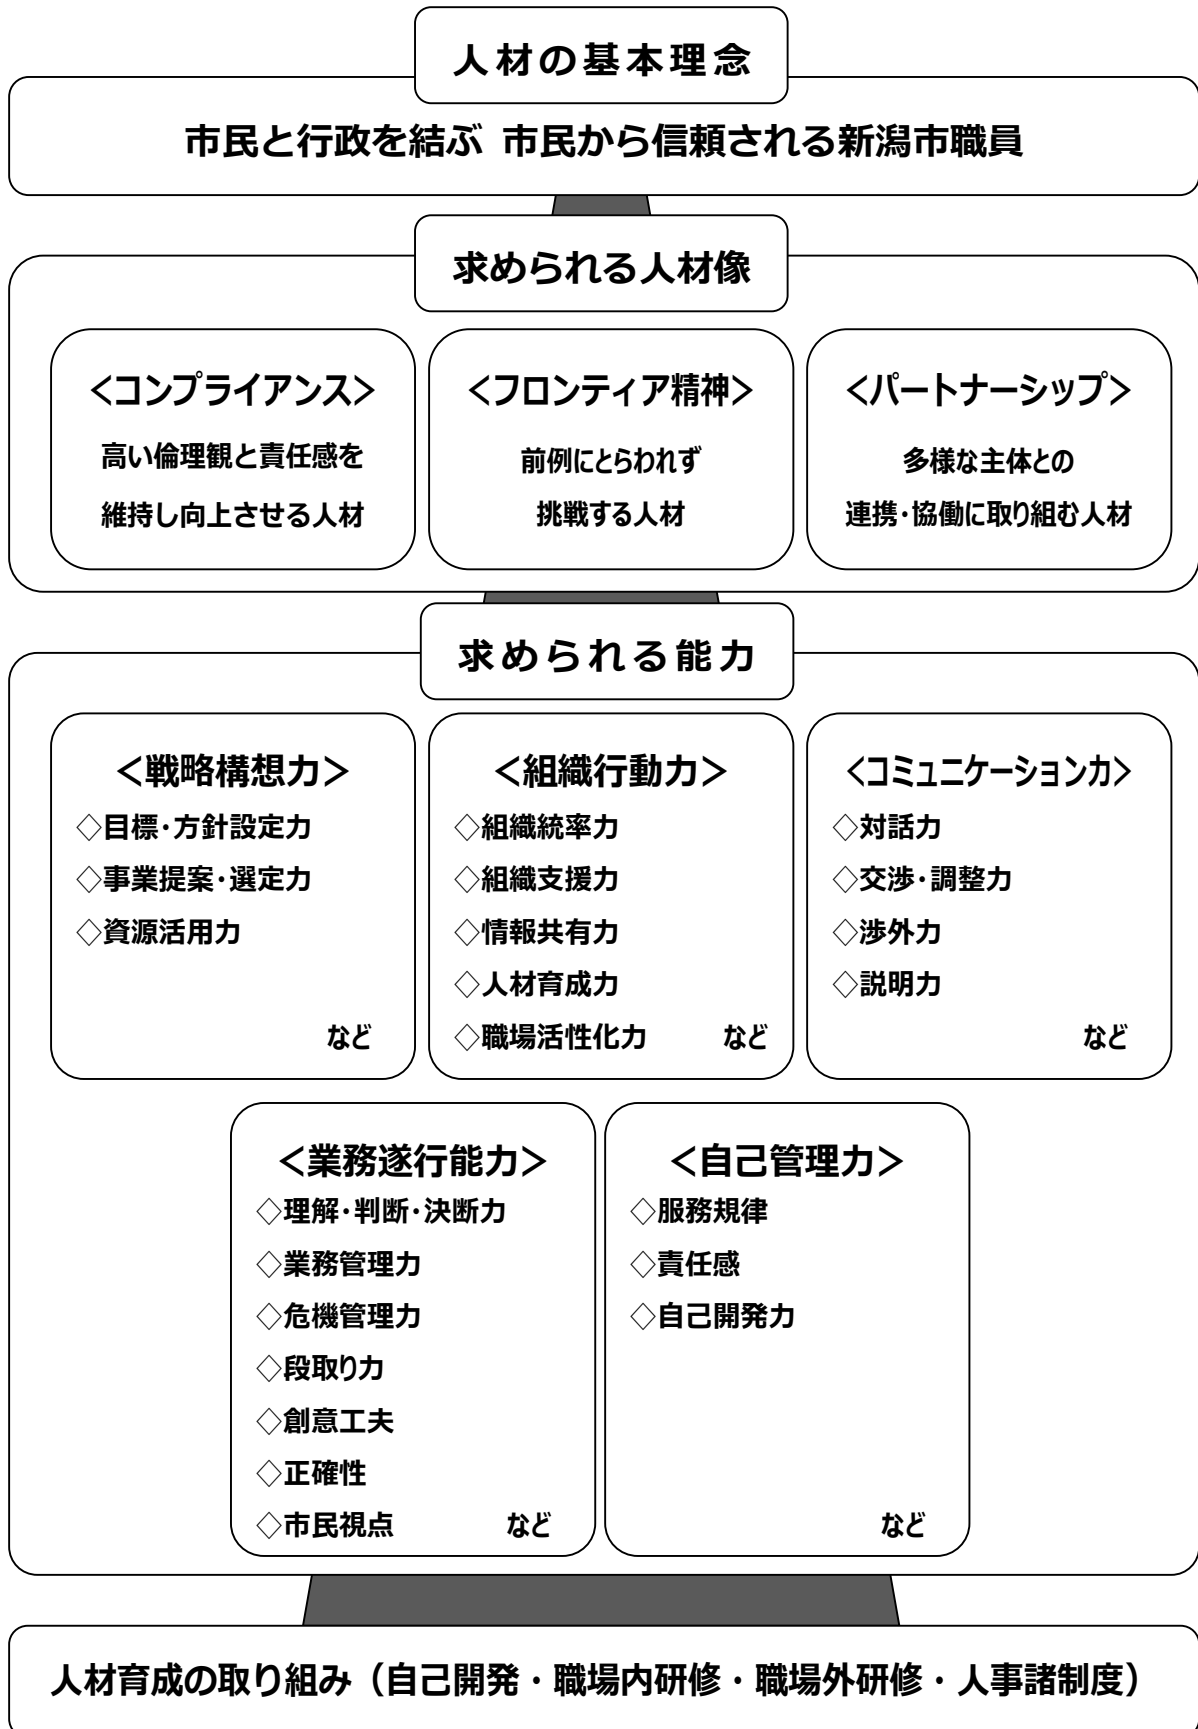 人材の基本理念
市民と行政を結ぶ 市民から信頼される新潟市職員
求められる人材像
＜コンプライアンス＞
高い倫理観と責任感を
維持し向上させる人材
＜フロンティア精神＞
前例にとらわれず
挑戦する人材
＜パートナーシップ＞
多様な主体との
連携・協働に取り組む人材
求められる能力
＜戦略構想力＞
◇目標・方針設定力
◇事業提案・選定力
◇資源活用力
など
＜組織行動力＞
◇組織統率力
◇組織支援力
◇情報共有力
◇人材育成力
◇職場活性化力 など
＜コミュニケーション力＞
◇対話力
◇交渉・調整力
◇渉外力
◇説明力
など
＜業務遂行能力＞
◇理解・判断・決断力
◇業務管理力
◇危機管理力
◇段取り力
◇創意工夫
◇正確性
◇市民視点 など
＜自己管理力＞
◇服務規律
◇責任感
◇自己開発力
など
人材育成の取り組み（自己開発・職場内研修・職場外研修・人事諸制度）